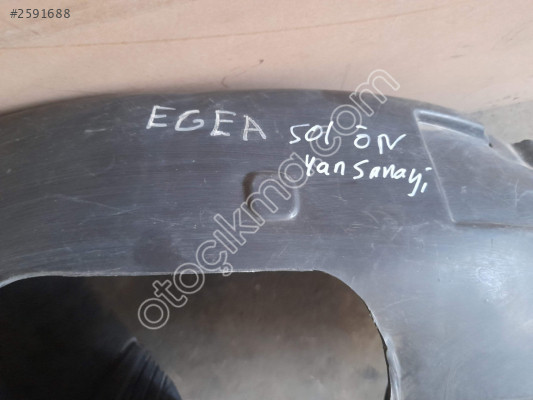 #2591688
EGEA sol ÖN
Yan Sanayi
otoçıkma.com